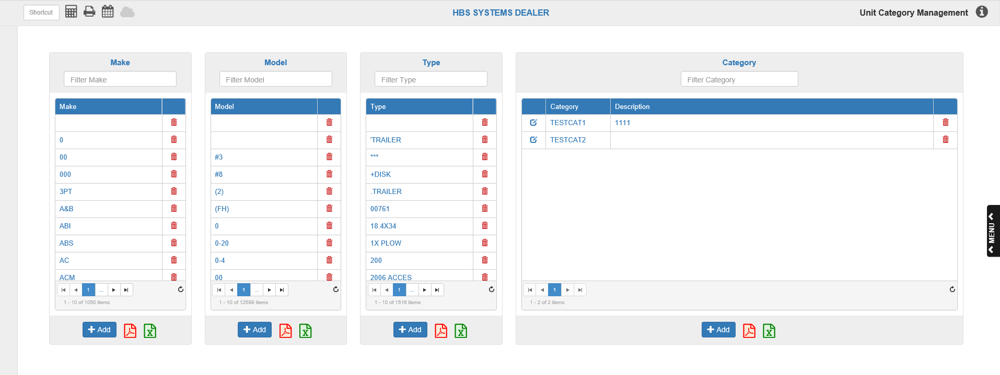 Shortcut
HBS SYSTEMS DEALER
Unit Category Management
Make
Filter Make
Make
0
00
000
3PT
A&B
ABI
ABS
AC
ACM
1
...
1 - 10 of 1050 items
Add
Model
Filter Model
Model
#3
#8
(2)
(FH)
0
0-20
0-4
00
1
...
1 - 10 of 12599 items
Add
Type
Filter Type
Type
'TRAILER
***
+DISK
.TRAILER
00761
18.4X34
1X PLOW
200
2006 ACCES
1
...
1 - 10 of 1516 items
Add
Category
Filter Category
Category Description
TESTCAT1 1111
TESTCAT2
1
1 - 2 of 2 items
Add
MENU